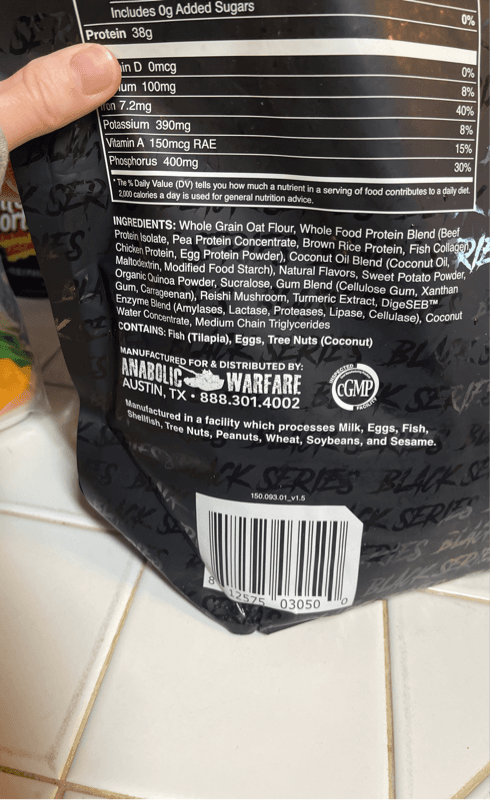 Includes 0g Added Sugars 0%
Protein 38g
in D 0mcg 0%
ium 100mg 8%
Iron 7.2mg 40%
Potassium 390mg 8%
Vitamin A 150mcg RAE 15%
Phosphorus 400mg 30%
* The % Daily Value (DV) tells you how much a nutrient in a serving of food contributes to a daily diet.
2,000 calories a day is used for general nutrition advice.
INGREDIENTS: Whole Grain Oat Flour, Whole Food Protein Blend (Beef
Protein Isolate, Pea Protein Concentrate, Brown Rice Protein, Fish Collagen,
Chicken Protein, Egg Protein Powder), Coconut Oil Blend (Coconut Oil,
Maltodextrin, Modified Food Starch), Natural Flavors, Sweet Potato Powder,
Organic Quinoa Powder, Sucralose, Gum Blend (Cellulose Gum, Xanthan
Gum, Carrageenan), Reishi Mushroom, Turmeric Extract, DigeSEB™
Enzyme Blend (Amylases, Lactase, Proteases, Lipase, Cellulase), Coconut
Water Concentrate, Medium Chain Triglycerides
CONTAINS: Fish (Tilapia), Eggs, Tree Nuts (Coconut)
MANUFACTURED FOR & DISTRIBUTED BY:
ANABOLIC WARFARE
AUSTIN, TX • 888.301.4002
INSPECTED
cGMP
FACILITY
Manufactured in a facility which processes Milk, Eggs, Fish,
Shellfish, Tree Nuts, Peanuts, Wheat, Soybeans, and Sesame.
CK SERIES BLACK SE
150.093.01_v1.5
8 12575 03050 0